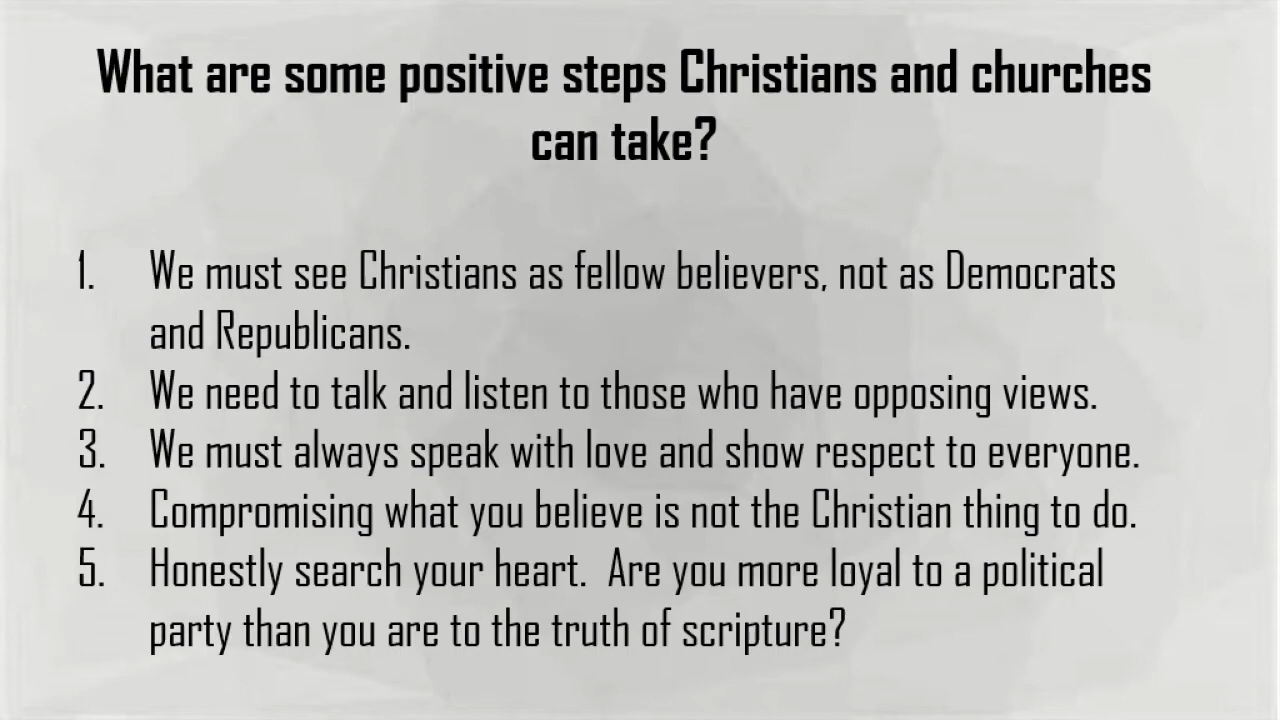 What are some positive steps Christians and churches
can take?
1. We must see Christians as fellow believers, not as Democrats
and Republicans.
2. We need to talk and listen to those who have opposing views.
3. We must always speak with love and show respect to everyone.
4. Compromising what you believe is not the Christian thing to do.
5. Honestly search your heart.  Are you more loyal to a political
party than you are to the truth of scripture?